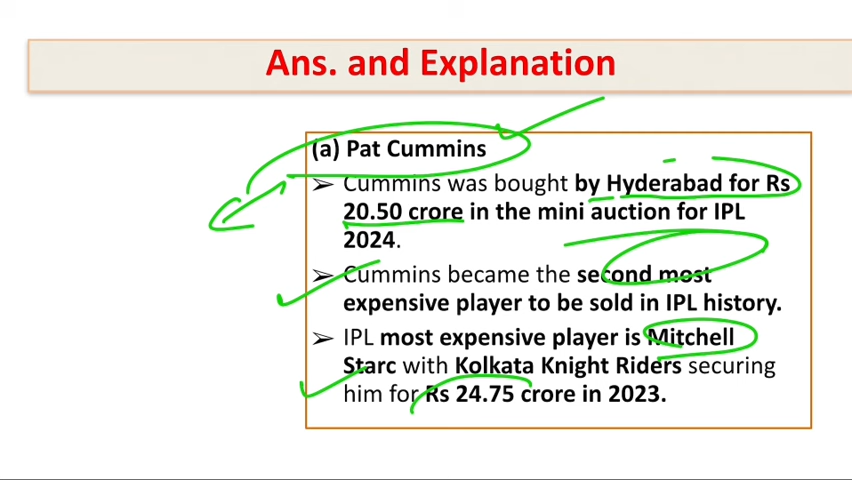 Ans. and Explanation
(a) Pat Cummins
➢ Cummins was bought by Hyderabad for Rs
20.50 crore in the mini auction for IPL
2024.
➢ Cummins became the second most
expensive player to be sold in IPL history.
➢ IPL most expensive player is Mitchell
Starc with Kolkata Knight Riders securing
him for Rs 24.75 crore in 2023.